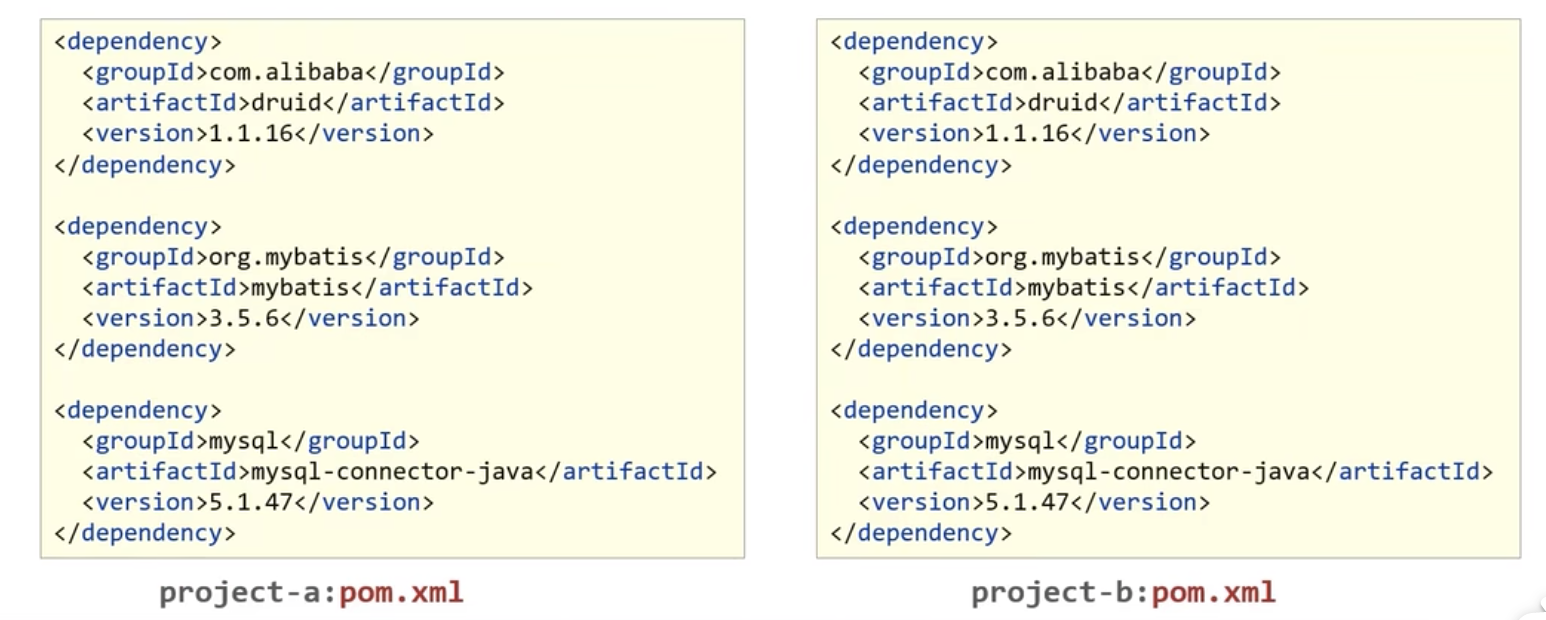 <dependency>
  <groupId>com.alibaba</groupId>
  <artifactId>druid</artifactId>
  <version>1.1.16</version>
</dependency>

<dependency>
  <groupId>org.mybatis</groupId>
  <artifactId>mybatis</artifactId>
  <version>3.5.6</version>
</dependency>

<dependency>
  <groupId>mysql</groupId>
  <artifactId>mysql-connector-java</artifactId>
  <version>5.1.47</version>
</dependency>
project-a:pom.xml
<dependency>
  <groupId>com.alibaba</groupId>
  <artifactId>druid</artifactId>
  <version>1.1.16</version>
</dependency>

<dependency>
  <groupId>org.mybatis</groupId>
  <artifactId>mybatis</artifactId>
  <version>3.5.6</version>
</dependency>

<dependency>
  <groupId>mysql</groupId>
  <artifactId>mysql-connector-java</artifactId>
  <version>5.1.47</version>
</dependency>
project-b:pom.xml